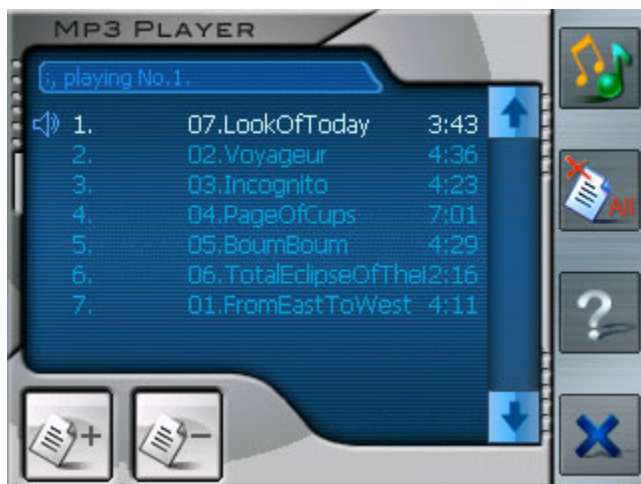 MP3 PLAYER
:, playing No.1.
1. 07.LookOfToday 3:43
2. 02.Voyageur 4:36
3. 03.Incognito 4:23
4. 04.PageOfCups 7:01
5. 05.BoumBoum 4:29
6. 06.TotalEclipseOfThe 2:16
7. 01.FromEastToWest 4:11
All
+
-
?